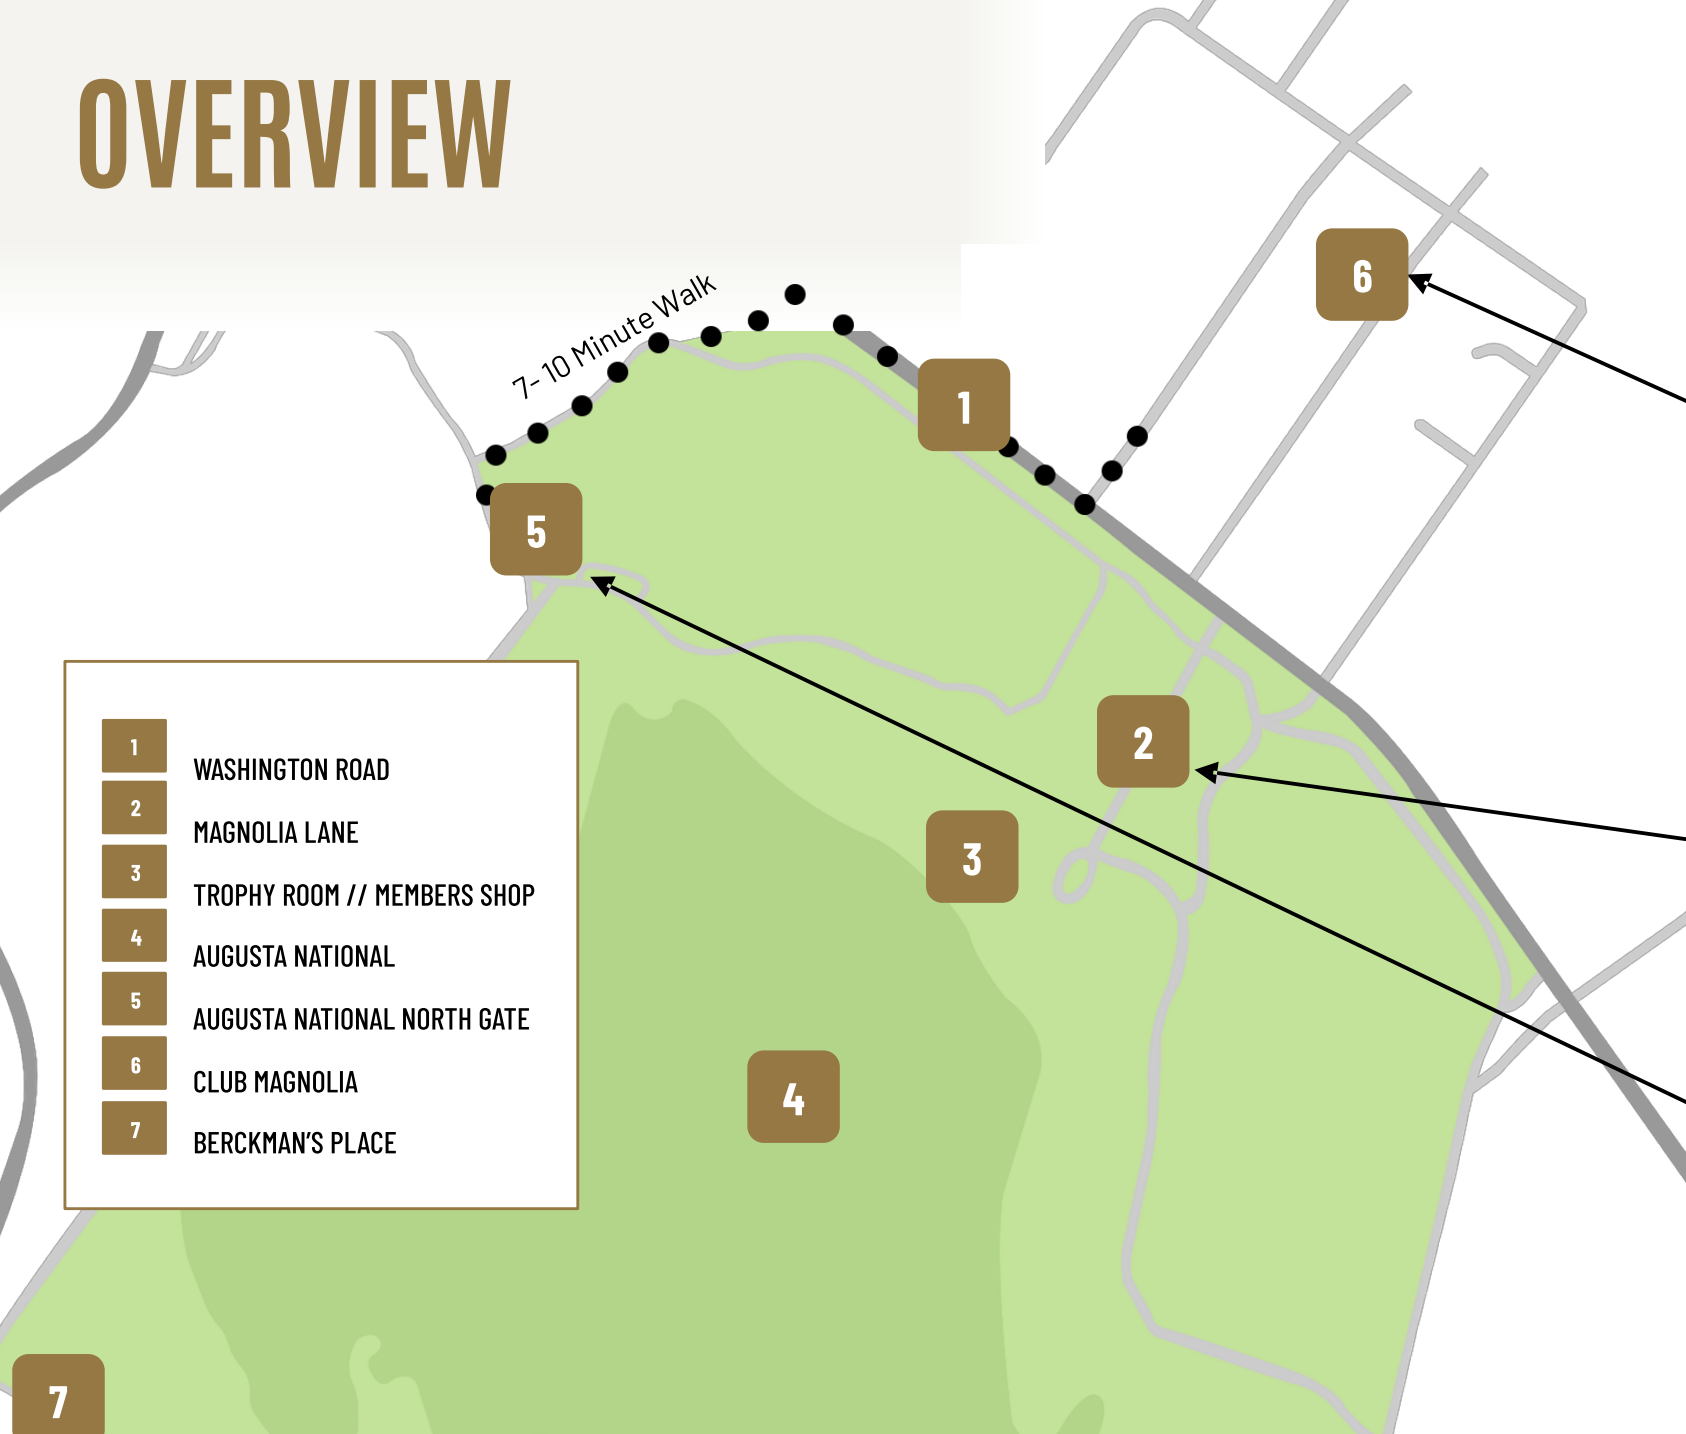 OVERVIEW
7-10 Minute Walk
6
1
5
2
3
4
7
1 WASHINGTON ROAD
2 MAGNOLIA LANE
3 TROPHY ROOM // MEMBERS SHOP
4 AUGUSTA NATIONAL
5 AUGUSTA NATIONAL NORTH GATE
6 CLUB MAGNOLIA
7 BERCKMAN'S PLACE